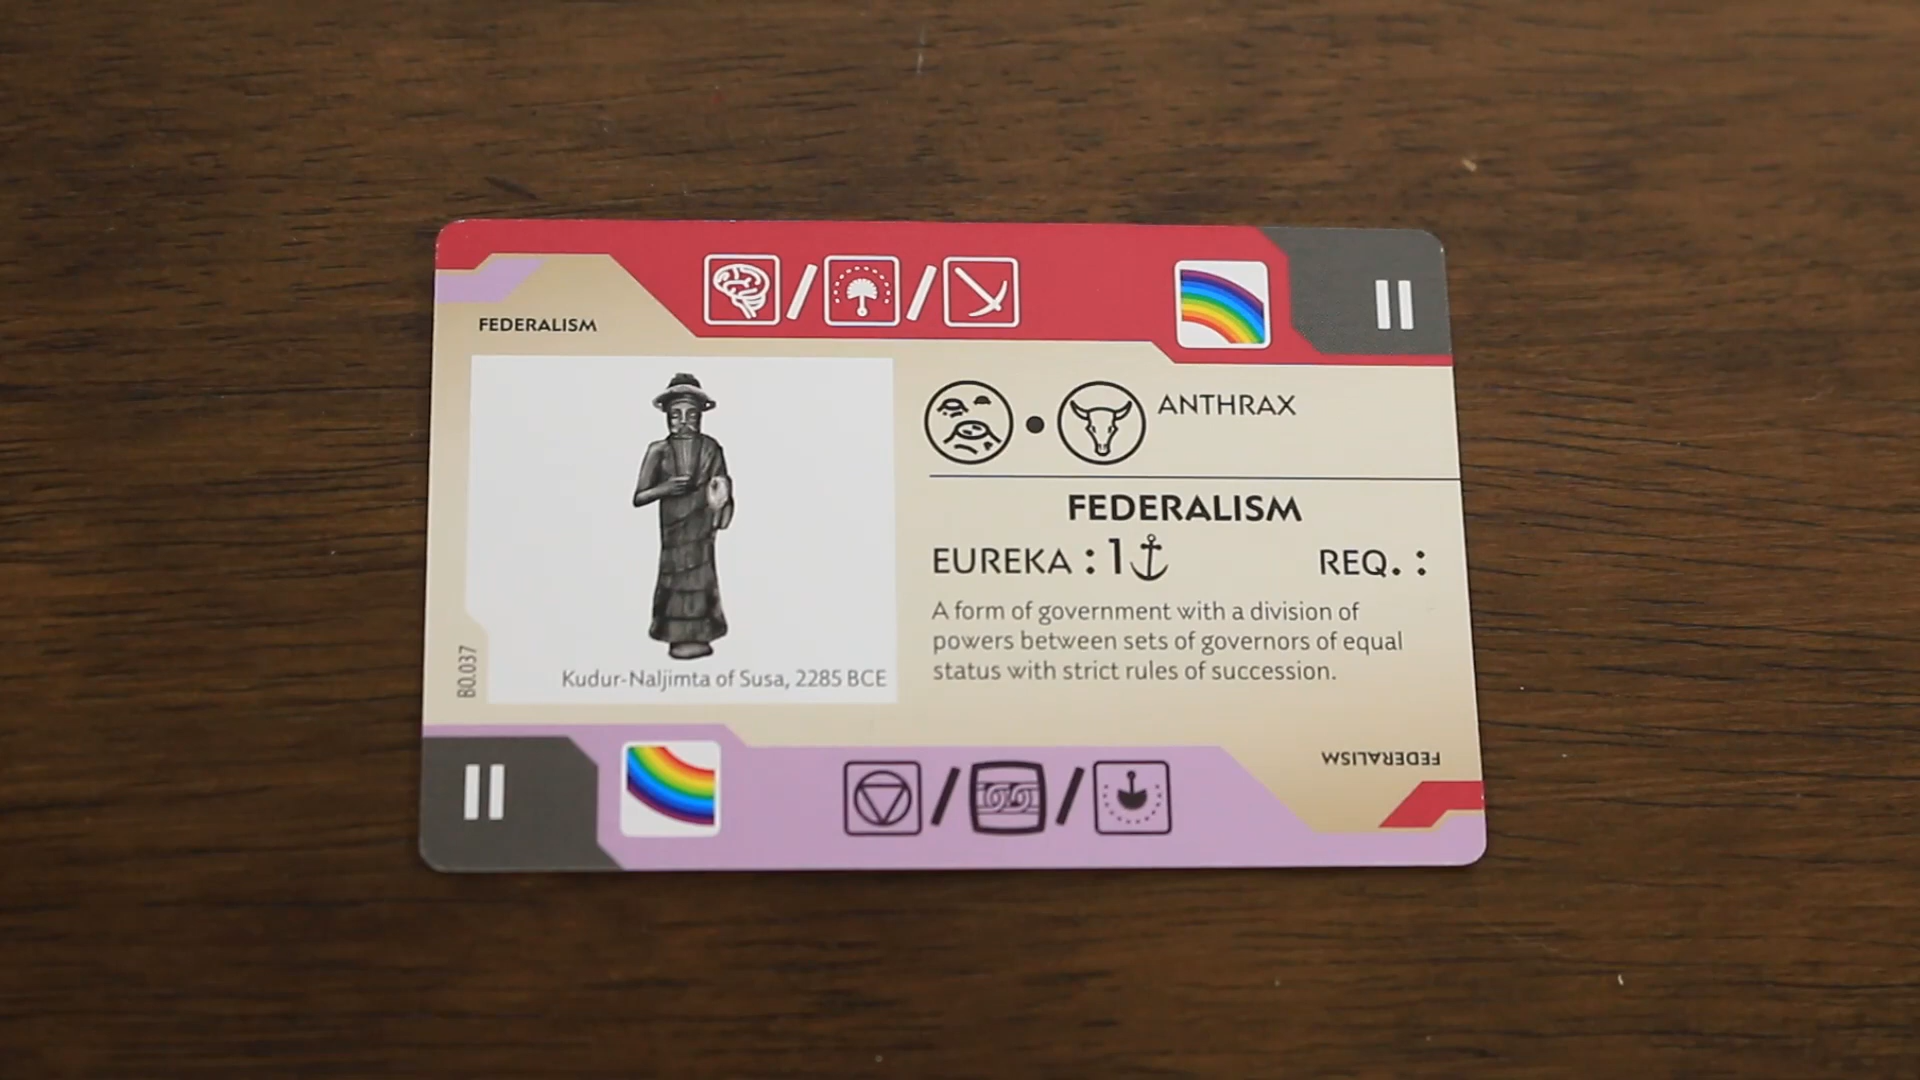 II
FEDERALISM
ANTHRAX
FEDERALISM
EUREKA : 1
REQ. :
A form of government with a division of
powers between sets of governors of equal
status with strict rules of succession.
Kudur-Naljimta of Susa, 2285 BCE
B0.037
FEDERALISM
II